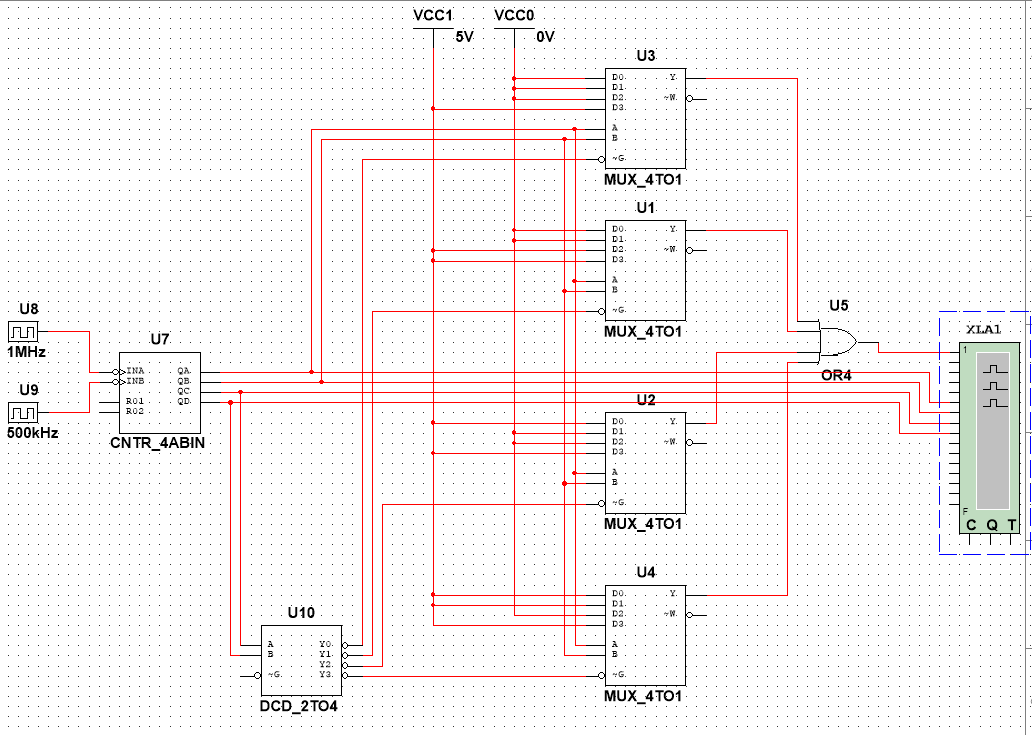 VCC1
5V
VCC0
0V
U3
D0
D1
D2
D3
A
B
~G
Y
~W
MUX_4TO1
U1
D0
D1
D2
D3
A
B
~G
Y
~W
MUX_4TO1
U8
1MHz
U9
500kHz
U7
INA
INB
R01
R02
QA
QB
QC
QD
CNTR_4ABIN
U5
OR4
XLA1
1
F
C Q T
U2
D0
D1
D2
D3
A
B
~G
Y
~W
MUX_4TO1
U4
D0
D1
D2
D3
A
B
~G
Y
~W
MUX_4TO1
U10
A
B
~G
Y0
Y1
Y2
Y3
DCD_2TO4